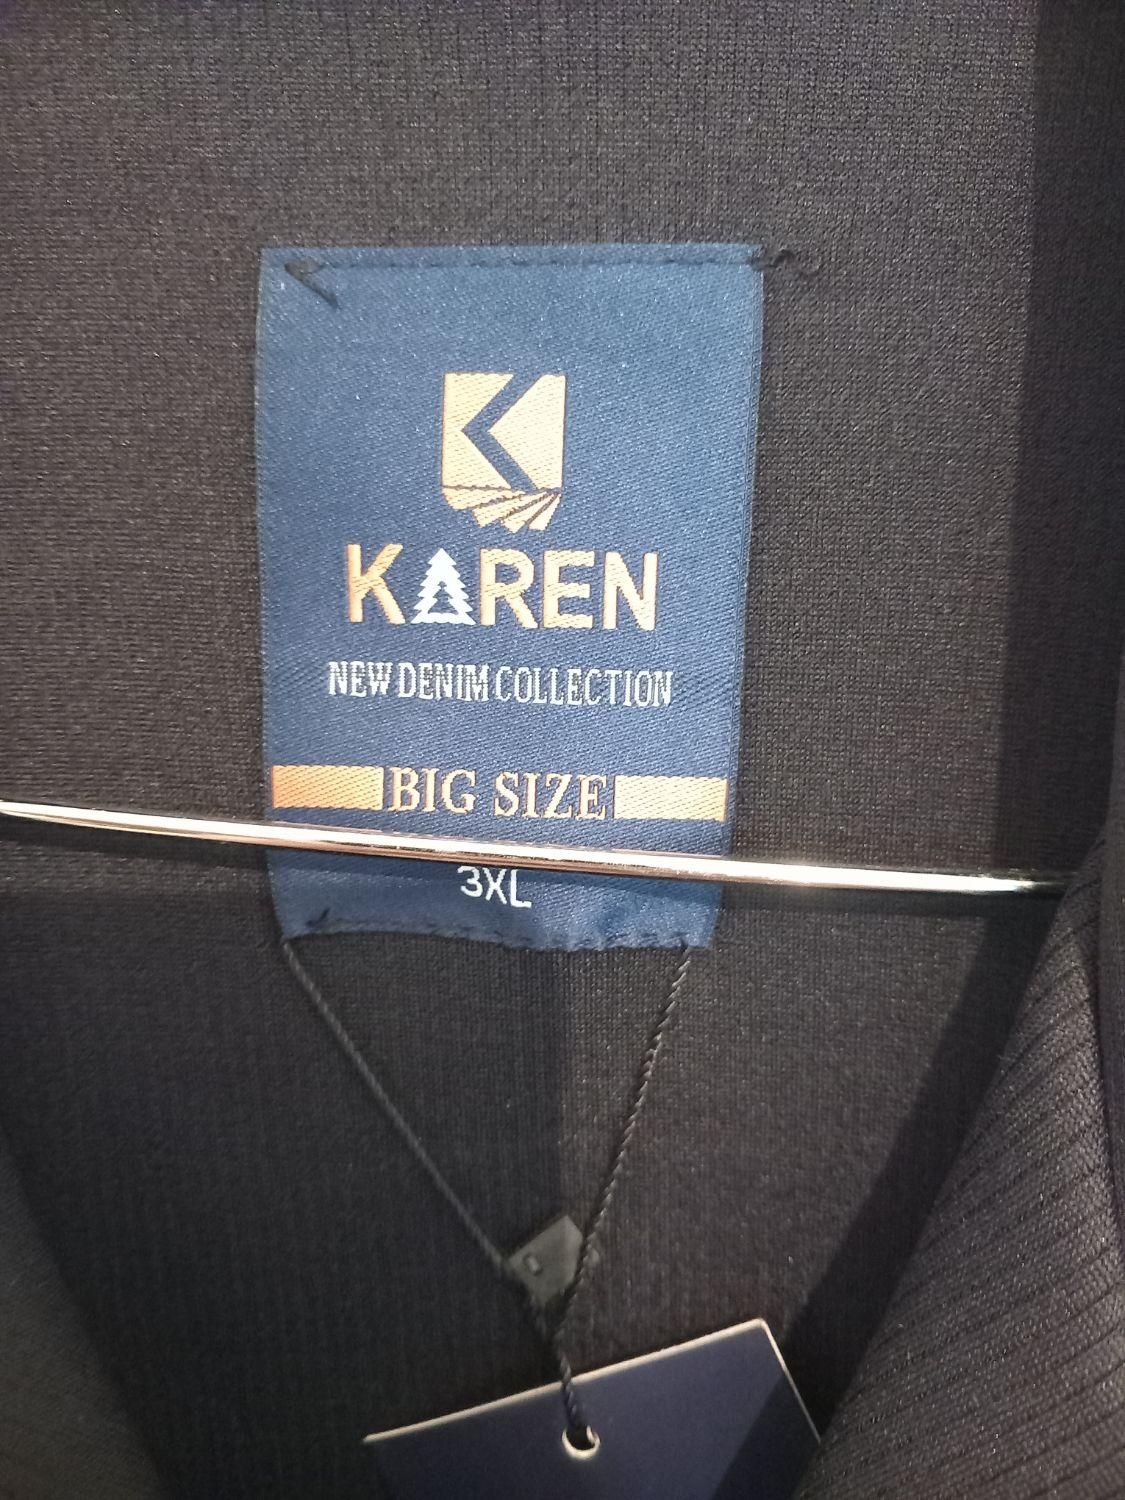 KAREN
NEW DENIM COLLECTION
BIG SIZE
3XL